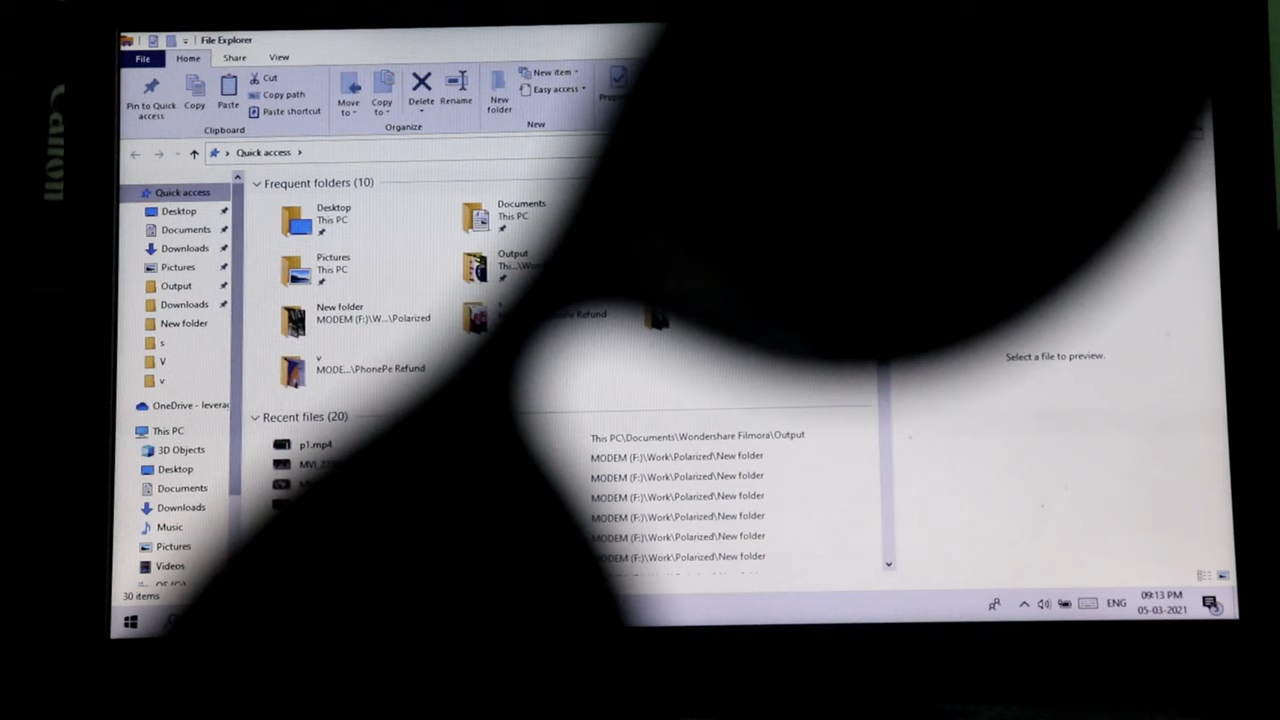 File Explorer
File Home Share View
Pin to Quick access
Copy
Paste
Cut
Copy path
Paste shortcut
Clipboard
Move to
Copy to
Delete
Rename
Organize
New folder
New item
Easy access
New
Canon
Quick access
Quick access
Desktop
Documents
Downloads
Pictures
Output
Downloads
New folder
s
V
v
OneDrive - levera
This PC
3D Objects
Desktop
Documents
Downloads
Music
Pictures
Videos
Frequent folders (10)
Desktop
This PC
Documents
This PC
Pictures
This PC
Output
New folder
MODEM (F:)\W...\Polarized
Refund
v
MODE...\PhonePe Refund
Recent files (20)
p1.mp4
This PC\Documents\Wondershare Filmora\Output
MODEM (F:)\Work\Polarized\New folder
MODEM (F:)\Work\Polarized\New folder
MODEM (F:)\Work\Polarized\New folder
MODEM (F:)\Work\Polarized\New folder
MODEM (F:)\Work\Polarized\New folder
MODEM (F:)\Work\Polarized\New folder
Select a file to preview.
30 items
ENG
09:13 PM
05-03-2021